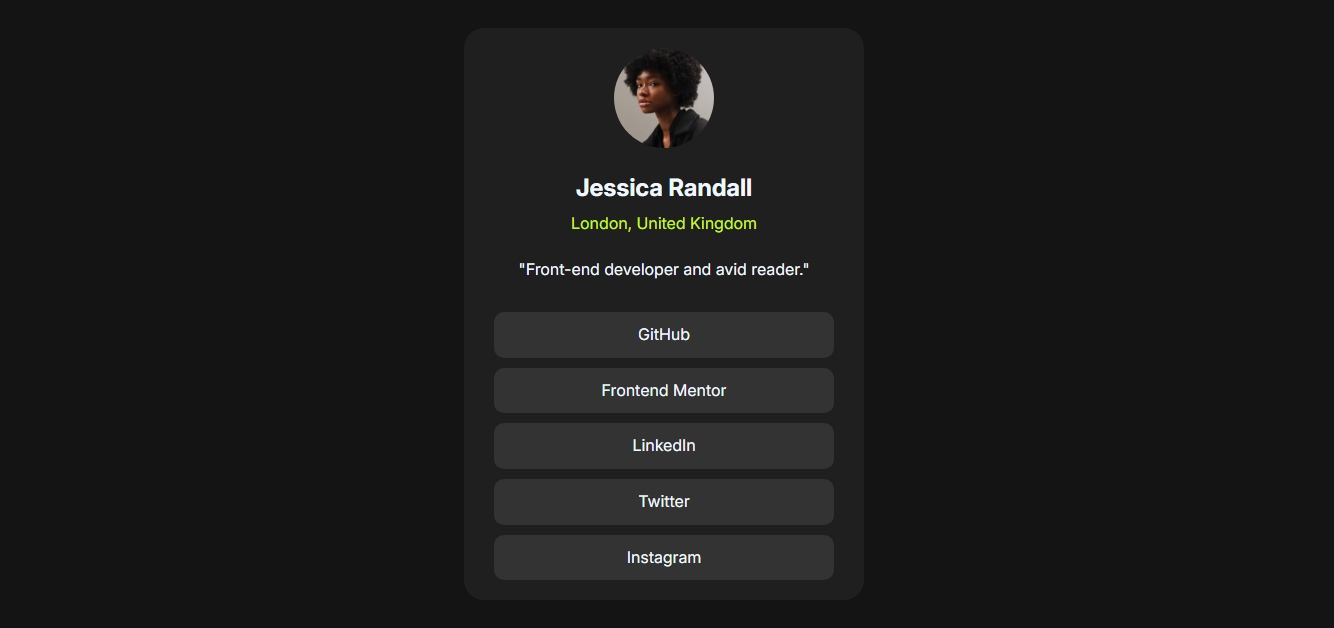 Jessica Randall
London, United Kingdom
"Front-end developer and avid reader."
GitHub
Frontend Mentor
LinkedIn
Twitter
Instagram